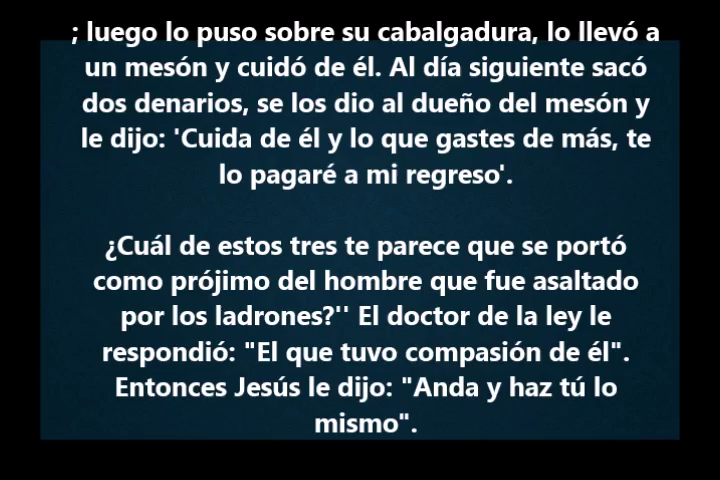 ; luego lo puso sobre su cabalgadura, lo llevó a
un mesón y cuidó de él. Al día siguiente sacó
dos denarios, se los dio al dueño del mesón y
le dijo: 'Cuida de él y lo que gastes de más, te
lo pagaré a mi regreso'.
¿Cuál de estos tres te parece que se portó
como prójimo del hombre que fue asaltado
por los ladrones?'' El doctor de la ley le
respondió: "El que tuvo compasión de él".
Entonces Jesús le dijo: "Anda y haz tú lo
mismo".